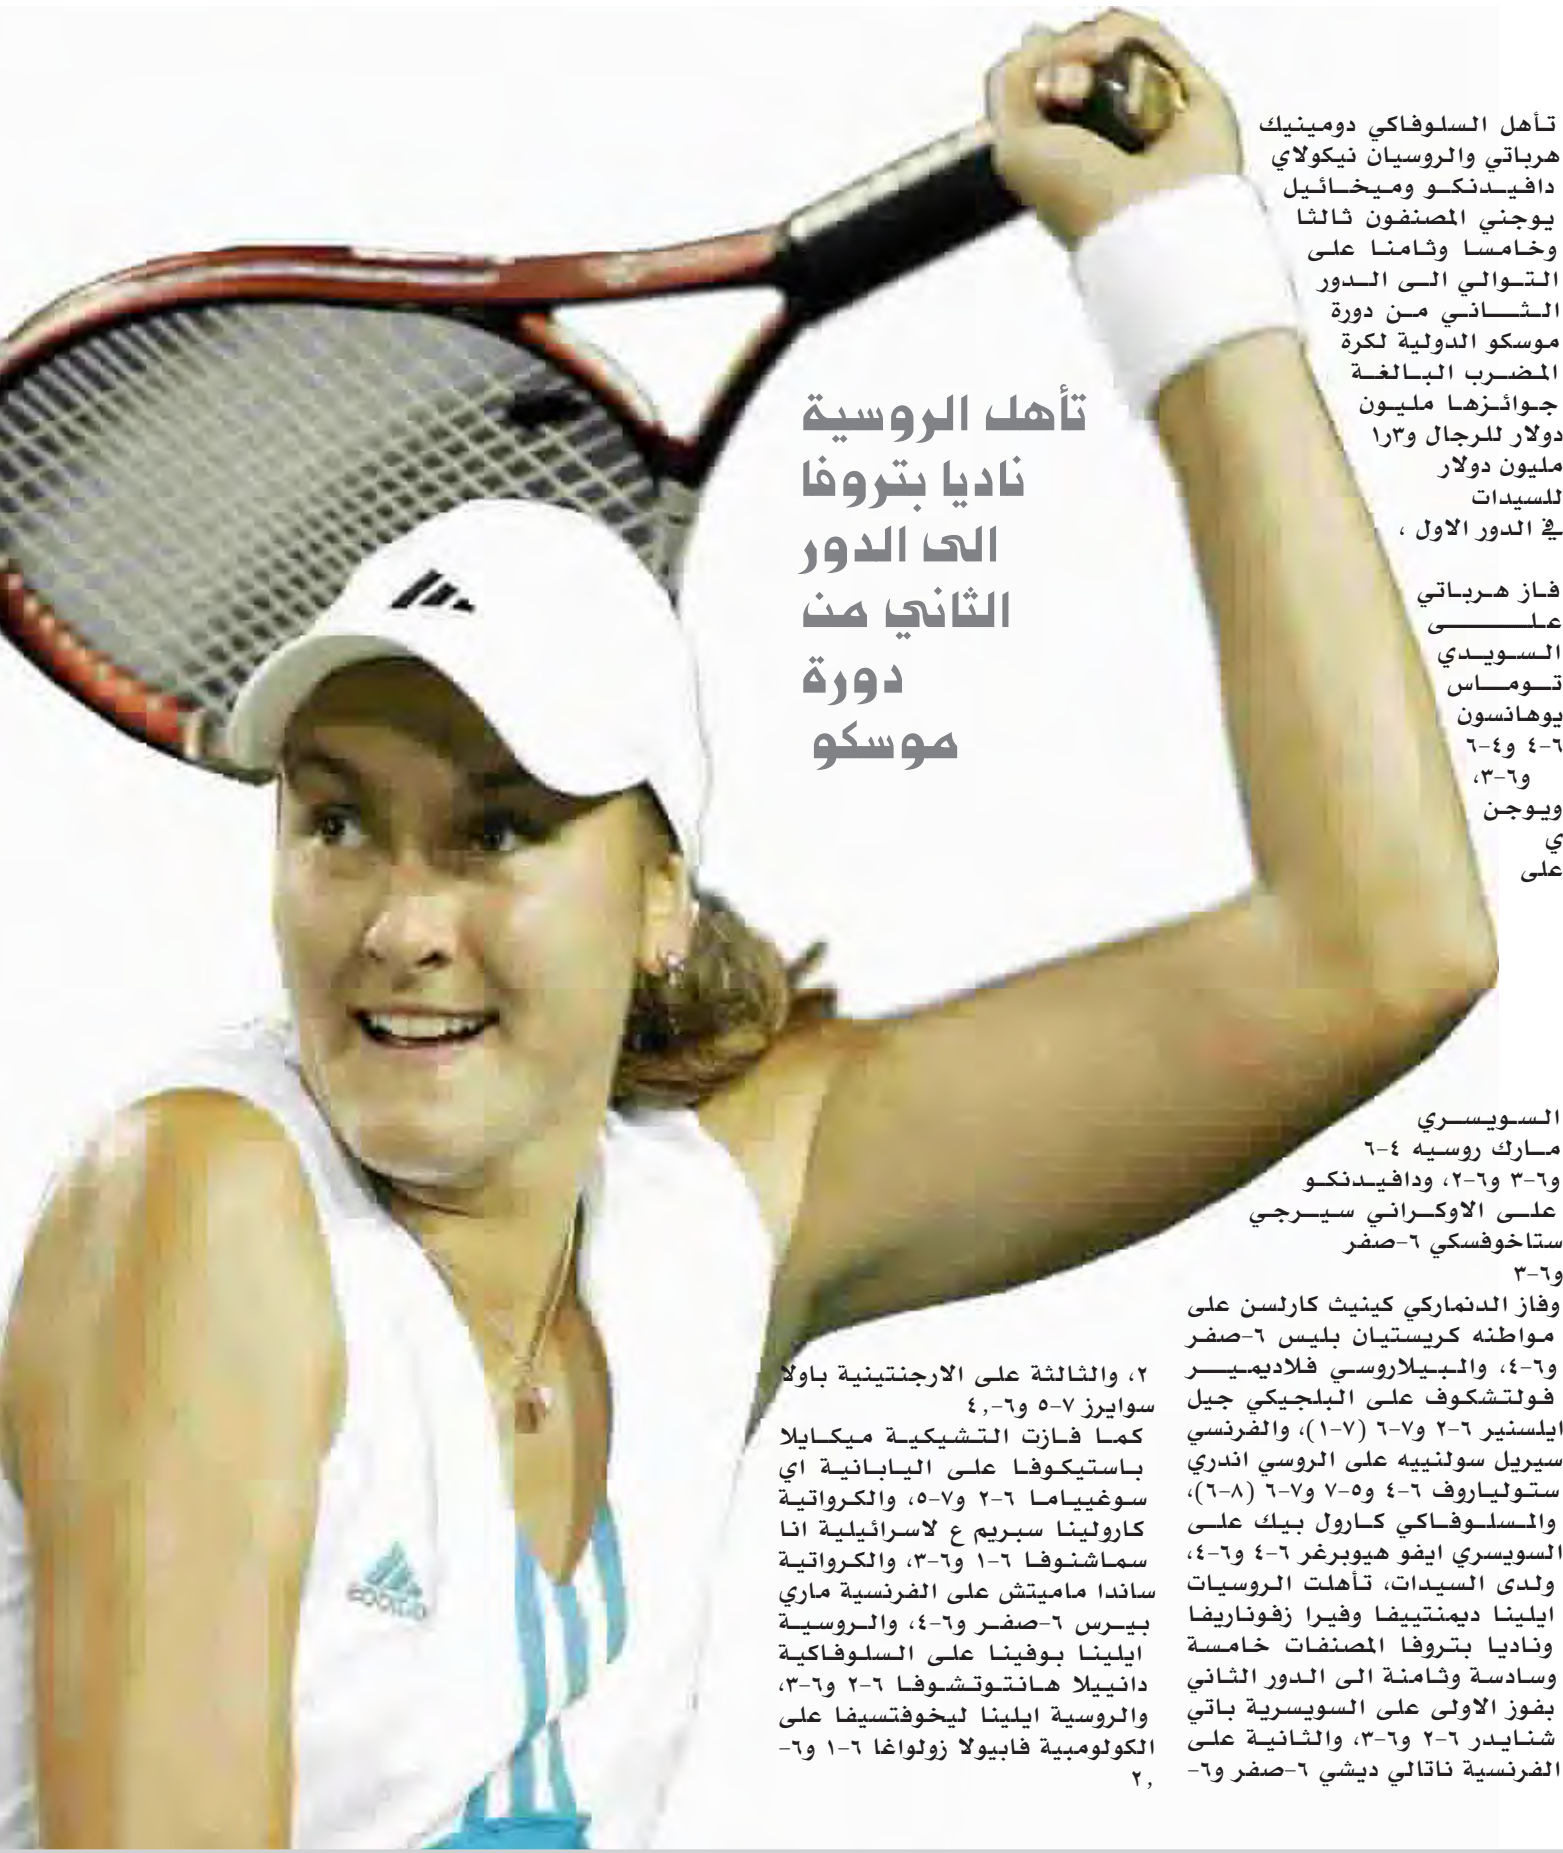 تأهل الروسية
ناديا بتروفا
الى الدور
الثاني من
دورة
موسكو
تـأهل السلوفاكي دومينيك
هرباتي والروسيان نيكولاي
دافيـدنكـو وميخـائيل
يوجني المصنفون ثالثا
وخامسا وثامنا على
التوالي الى الدور
الثاني من دورة
موسكو الدولية لكرة
المضرب البالغة
جوائزها مليون
دولار للرجال و٣ر١
مليون دولار
للسيدات
في الدور الاول ،
فاز هرباتي
على
السويدي
توماس
يوهانسون
٦-٤ و٤-٦
و٦-٣،
ويوجن
ي
على
السويسري
مارك روسيه ٤-٦
و٦-٣ و٦-٢، ودافيدنكو
على الاوكراني سيرجي
ستاخوفسكي ٦-صفر
و٦-٣
وفاز الدنماركي كينيث كارلسن على
مواطنه كريستيان بليس ٦-صفر
و٦-٤، والبيلاروسي فلاديمير
فولتشكوف على البلجيكي جيل
ايلسنير ٦-٢ و٧-٦ (٧-١)، والفرنسي
سيريل سولنييه على الروسي اندري
ستولياروف ٦-٤ و٥-٧ و٧-٦ (٨-٦)،
والسلوفاكي كارول بيك على
السويسري ايفو هيوبرغر ٦-٤ و٦-٤،
ولدى السيدات، تأهلت الروسيات
ايلينا ديمنتييفا وفيرا زفوناريفا
وناديا بتروفا المصنفات خامسة
وسادسة وثامنة الى الدور الثاني
بفوز الاولى على السويسرية باتي
شنايدر ٦-٢ و٦-٣، والثانية على
الفرنسية ناتالي ديشي ٦-صفر و٦-
٢، والثالثة على الارجنتينية باولا
سوايرز ٧-٥ و٦-٤,
كما فازت التشيكية ميكايلا
باستيكوفا على اليابانية اي
سوغيياما ٦-٢ و٧-٥، والكرواتية
كارولينا سبريم ع لاسرائيلية انا
سماشنوفا ٦-١ و٦-٣، والكرواتية
ساندا ماميتش على الفرنسية ماري
بيرس ٦-صفر و٦-٤، والروسية
ايلينا بوفينا على السلوفاكية
دانييلا هانتوتشوفا ٦-٢ و٦-٣،
والروسية ايلينا ليخوفتسيفا على
الكولومبية فابيولا زولواغا ٦-١ و٦-
٢,